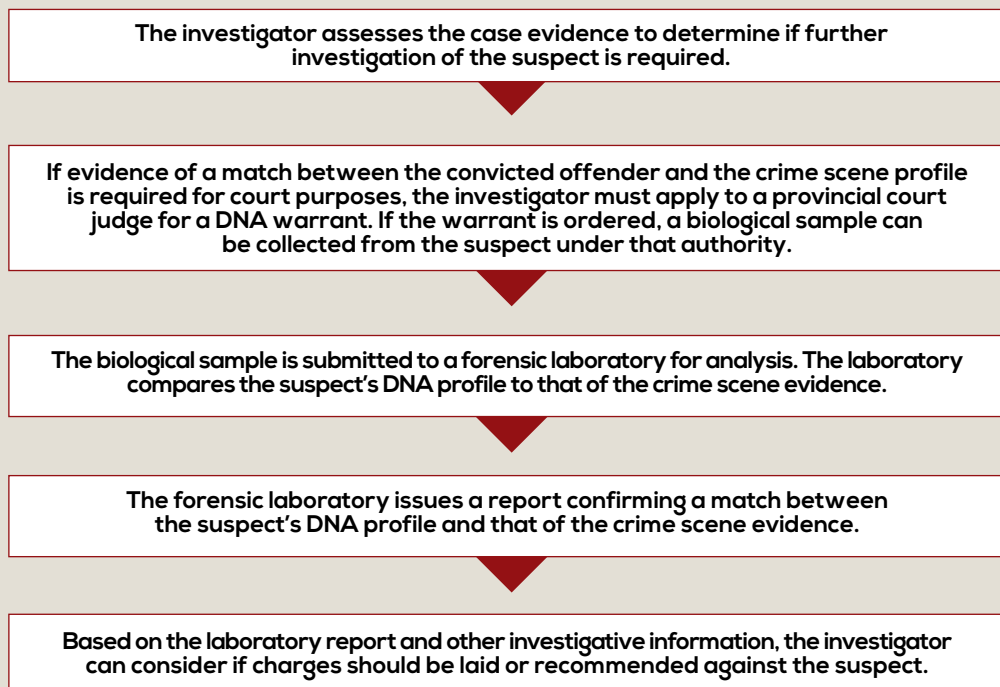 The investigator assesses the case evidence to determine if further
investigation of the suspect is required.
If evidence of a match between the convicted offender and the crime scene profile
is required for court purposes, the investigator must apply to a provincial court
judge for a DNA warrant. If the warrant is ordered, a biological sample can
be collected from the suspect under that authority.
The biological sample is submitted to a forensic laboratory for analysis. The laboratory
compares the suspect’s DNA profile to that of the crime scene evidence.
The forensic laboratory issues a report confirming a match between
the suspect’s DNA profile and that of the crime scene evidence.
Based on the laboratory report and other investigative information, the investigator
can consider if charges should be laid or recommended against the suspect.